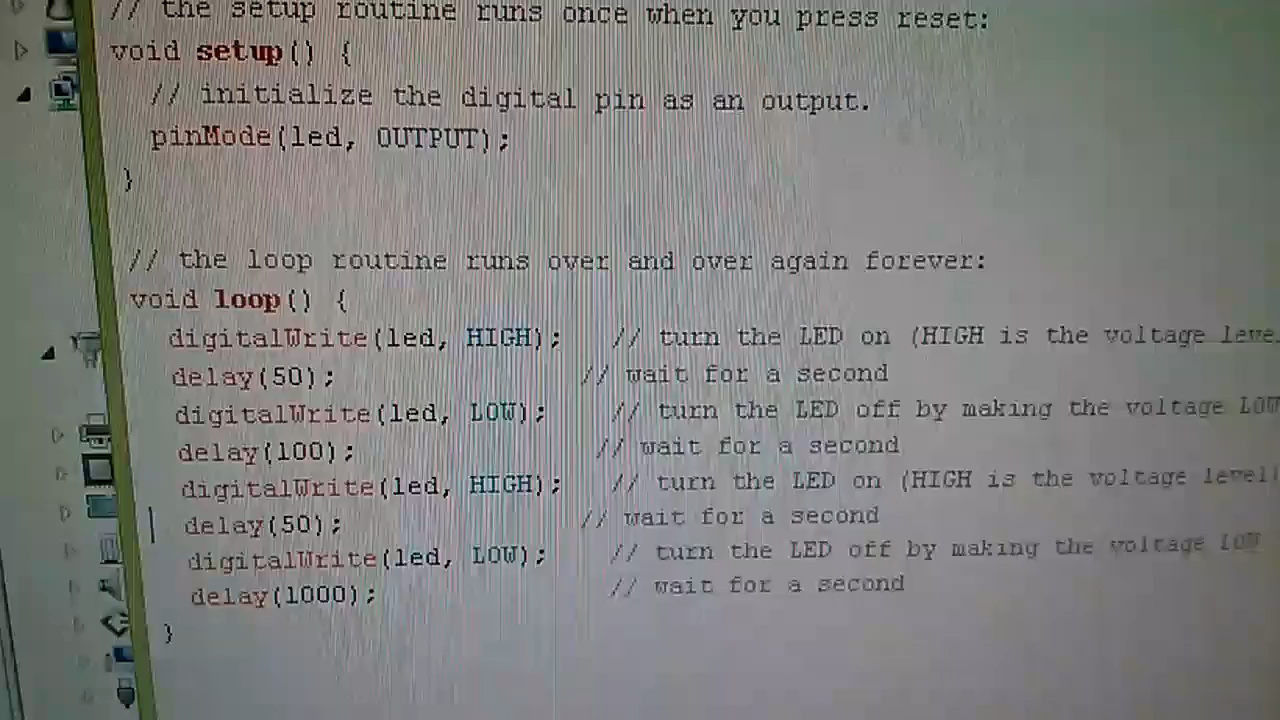 // the setup routine runs once when you press reset:
void setup() {
// initialize the digital pin as an output.
pinMode(led, OUTPUT);
}
// the loop routine runs over and over again forever:
void loop() {
digitalWrite(led, HIGH); // turn the LED on (HIGH is the voltage leve
delay(50); // wait for a second
digitalWrite(led, LOW); // turn the LED off by making the voltage LOW
delay(100); // wait for a second
digitalWrite(led, HIGH); // turn the LED on (HIGH is the voltage level)
delay(50); // wait for a second
digitalWrite(led, LOW); // turn the LED off by making the voltage LOW
delay(1000); // wait for a second
}